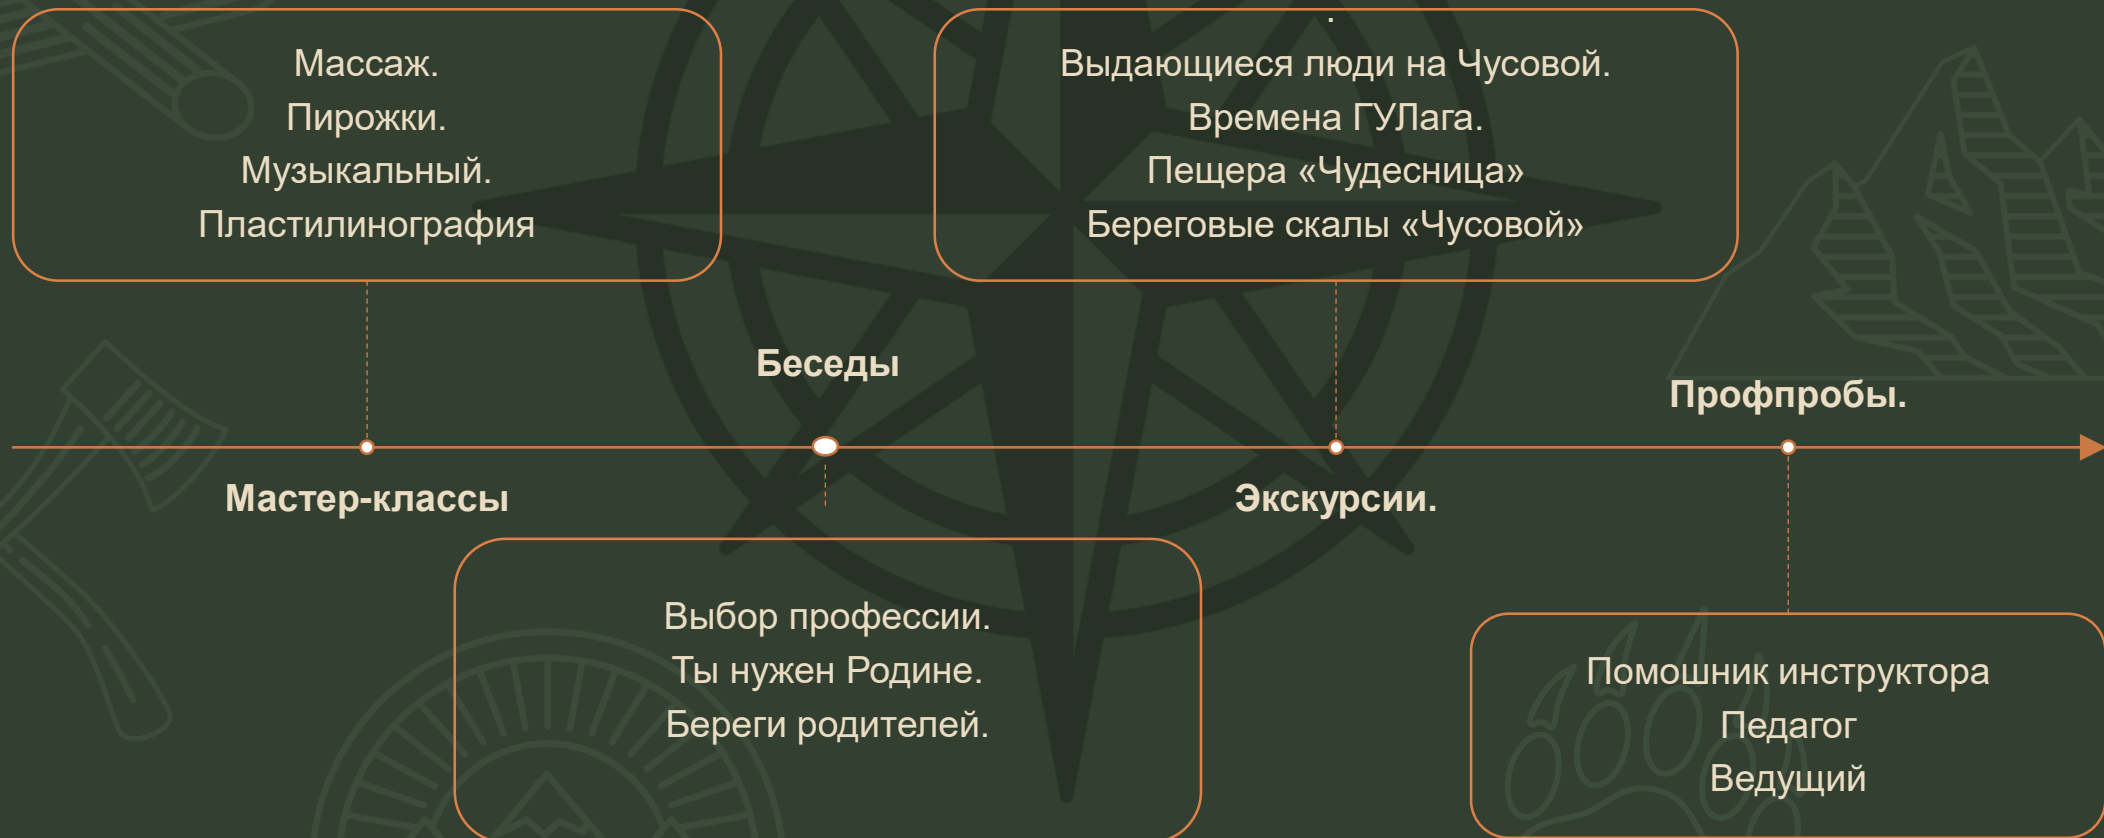 Массаж.
Пирожки.
Музыкальный.
Пластилинография
.
Выдающиеся люди на Чусовой.
Времена ГУЛага.
Пещера «Чудесница»
Береговые скалы «Чусовой»
Беседы
Профпробы.
Мастер-классы
Экскурсии.
Выбор профессии.
Ты нужен Родине.
Береги родителей.
Помошник инструктора
Педагог
Ведущий